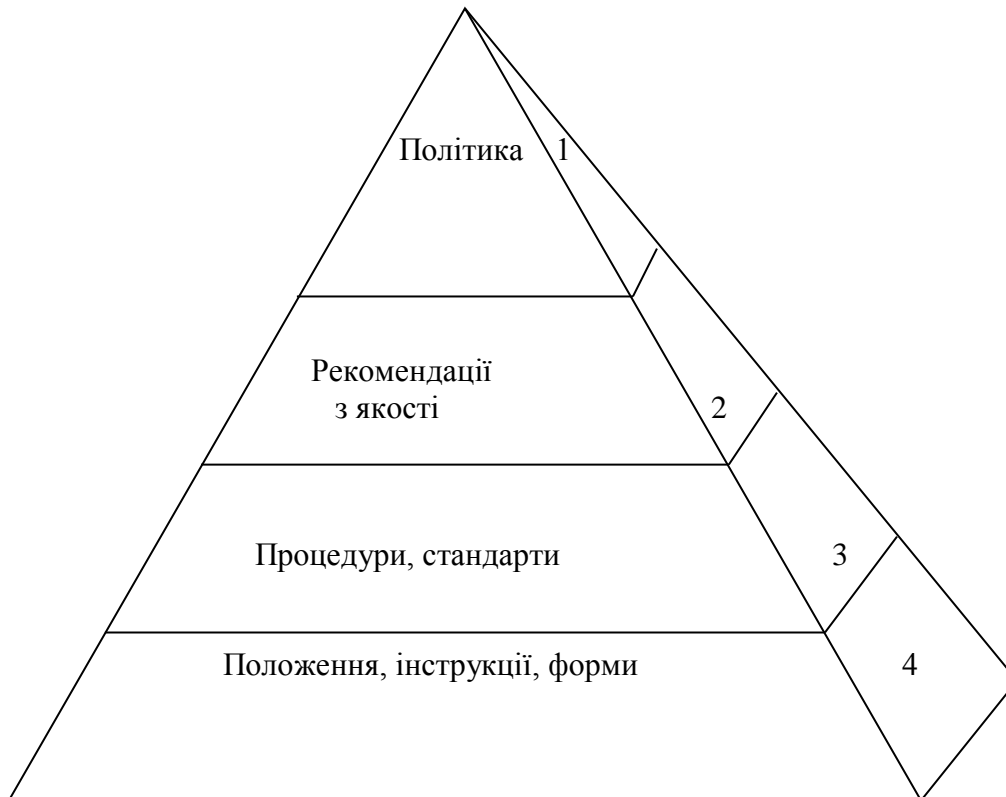 Політика 1
Рекомендації
з якості
2
Процедури, стандарти
3
Положення, інструкції, форми
4